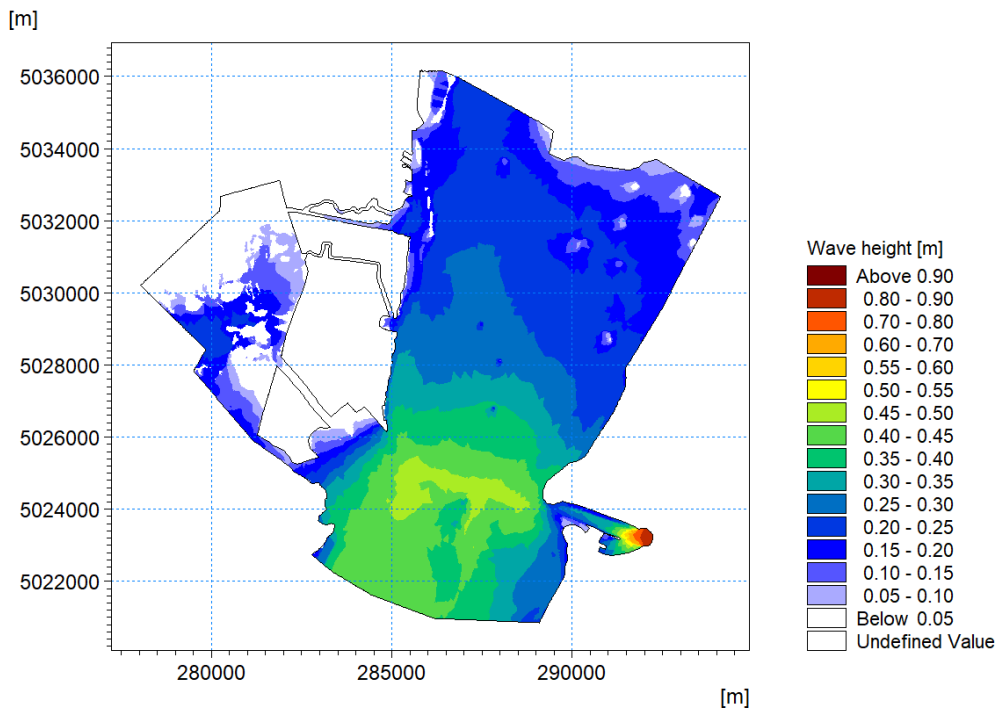 [m]
5036000
5034000
5032000
5030000
5028000
5026000
5024000
5022000
280000
285000
290000
[m]
Wave height [m]
Above 0.90
0.80 - 0.90
0.70 - 0.80
0.60 - 0.70
0.55 - 0.60
0.50 - 0.55
0.45 - 0.50
0.40 - 0.45
0.35 - 0.40
0.30 - 0.35
0.25 - 0.30
0.20 - 0.25
0.15 - 0.20
0.10 - 0.15
0.05 - 0.10
Below 0.05
Undefined Value